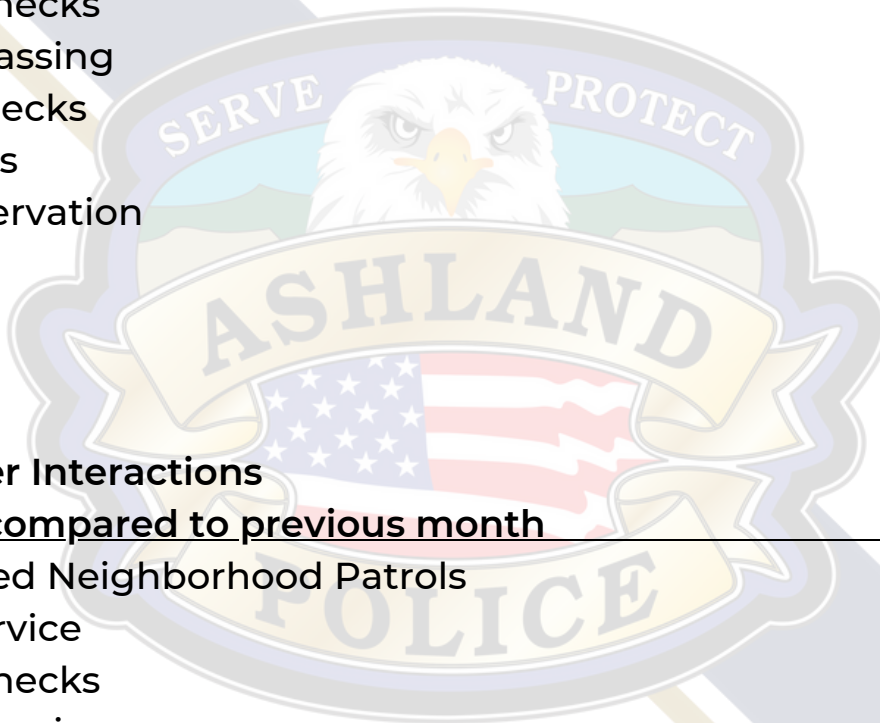 hecks
assing
ecks
s
ervation
SERVE PROTECT
ASHLAND
er Interactions
compared to previous month
ed Neighborhood Patrols
POLICE
rvice
hecks